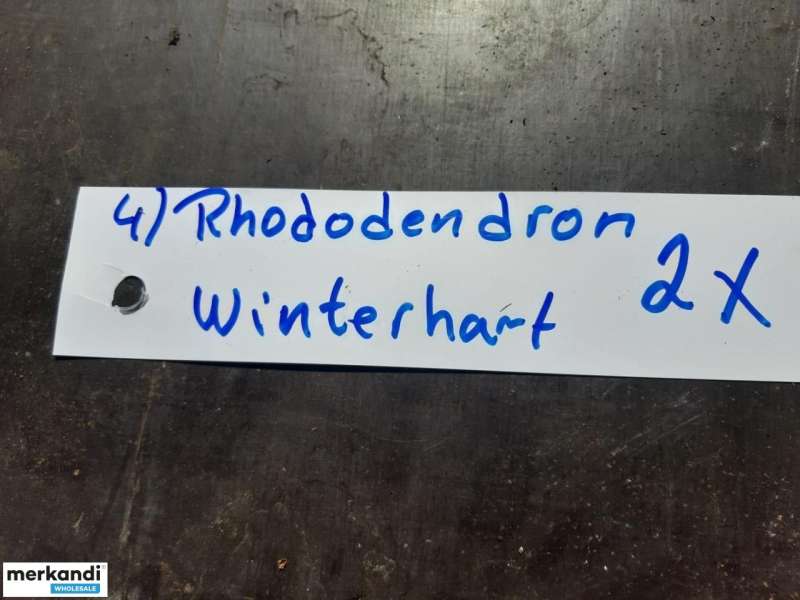 4) Rhododendron
Winterhart 2x
merkandi
WHOLESALE